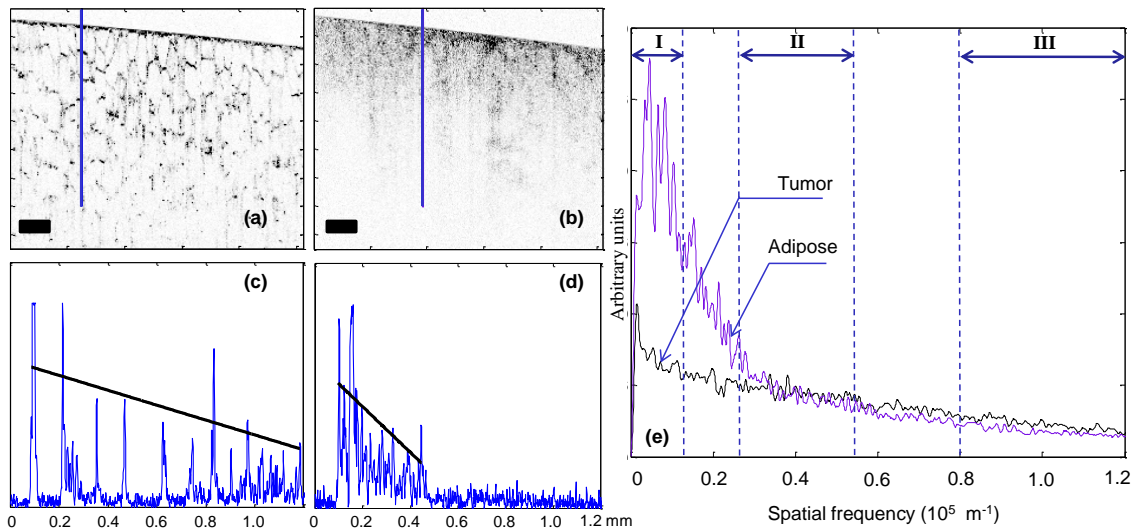 (a)
(b)
(c)
(d)
0 0.2 0.4 0.6 0.8 1.0
0 0.2 0.4 0.6 0.8 1.0 1.2 mm
I II III
Tumor
Adipose
Arbitrary units
(e)
0 0.2 0.4 0.6 0.8 1.0 1.2
Spatial frequency (10⁵ m⁻¹)